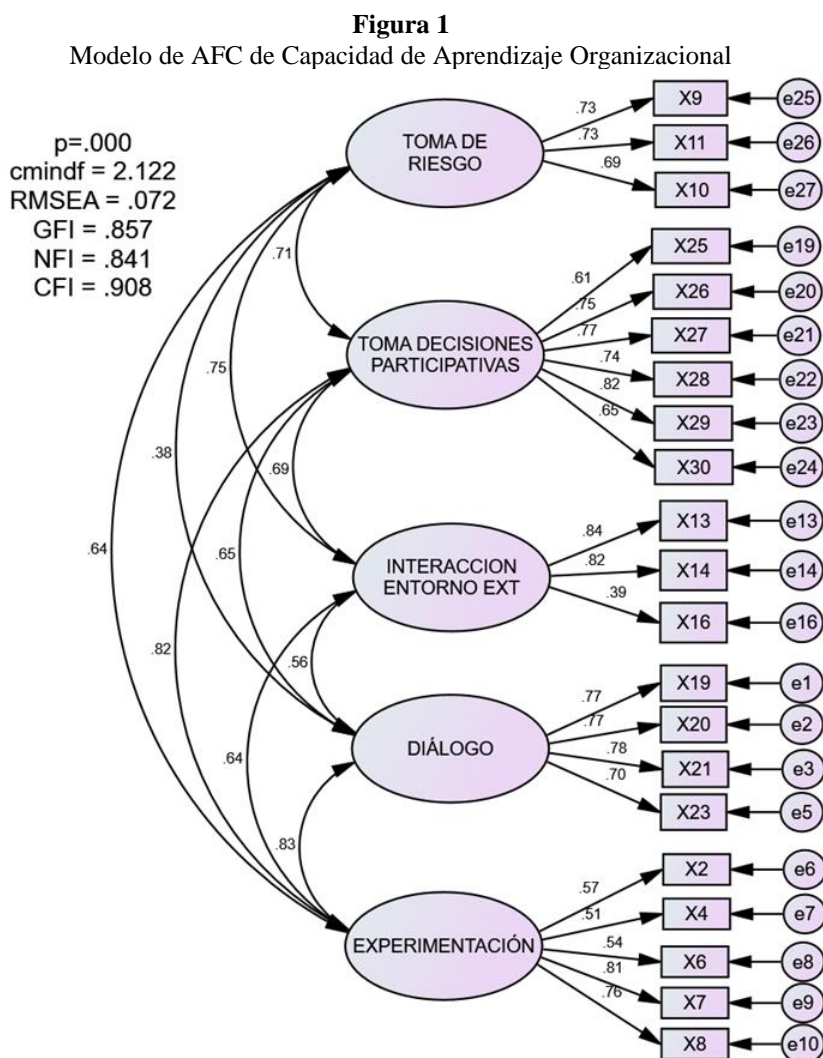 Figura 1
Modelo de AFC de Capacidad de Aprendizaje Organizacional
p=.000
cmindf = 2.122
RMSEA = .072
GFI = .857
NFI = .841
CFI = .908
TOMA DE
RIESGO
.73
X9
e25
.73
X11
e26
.69
X10
e27
.71
TOMA DECISIONES
PARTICIPATIVAS
.61
X25
e19
.75
X26
e20
.77
X27
e21
.74
X28
e22
.82
X29
e23
.65
X30
e24
.75
.38
.69
.64
.65
INTERACCION
ENTORNO EXT
.84
X13
e13
.82
X14
e14
.39
X16
e16
.82
.56
DIÁLOGO
.77
X19
e1
.77
X20
e2
.78
X21
e3
.70
X23
e5
.64
.83
EXPERIMENTACIÓN
.57
X2
e6
.51
X4
e7
.54
X6
e8
.81
X7
e9
.76
X8
e10